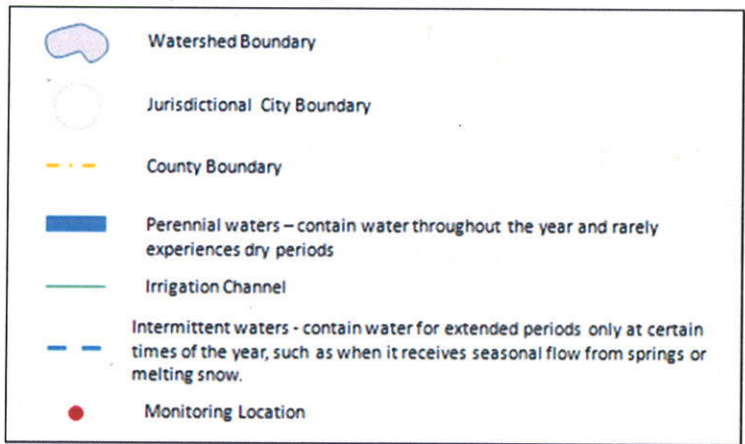 Watershed Boundary
Jurisdictional City Boundary
County Boundary
Perennial waters – contain water throughout the year and rarely
experiences dry periods
Irrigation Channel
Intermittent waters - contain water for extended periods only at certain
times of the year, such as when it receives seasonal flow from springs or
melting snow.
Monitoring Location